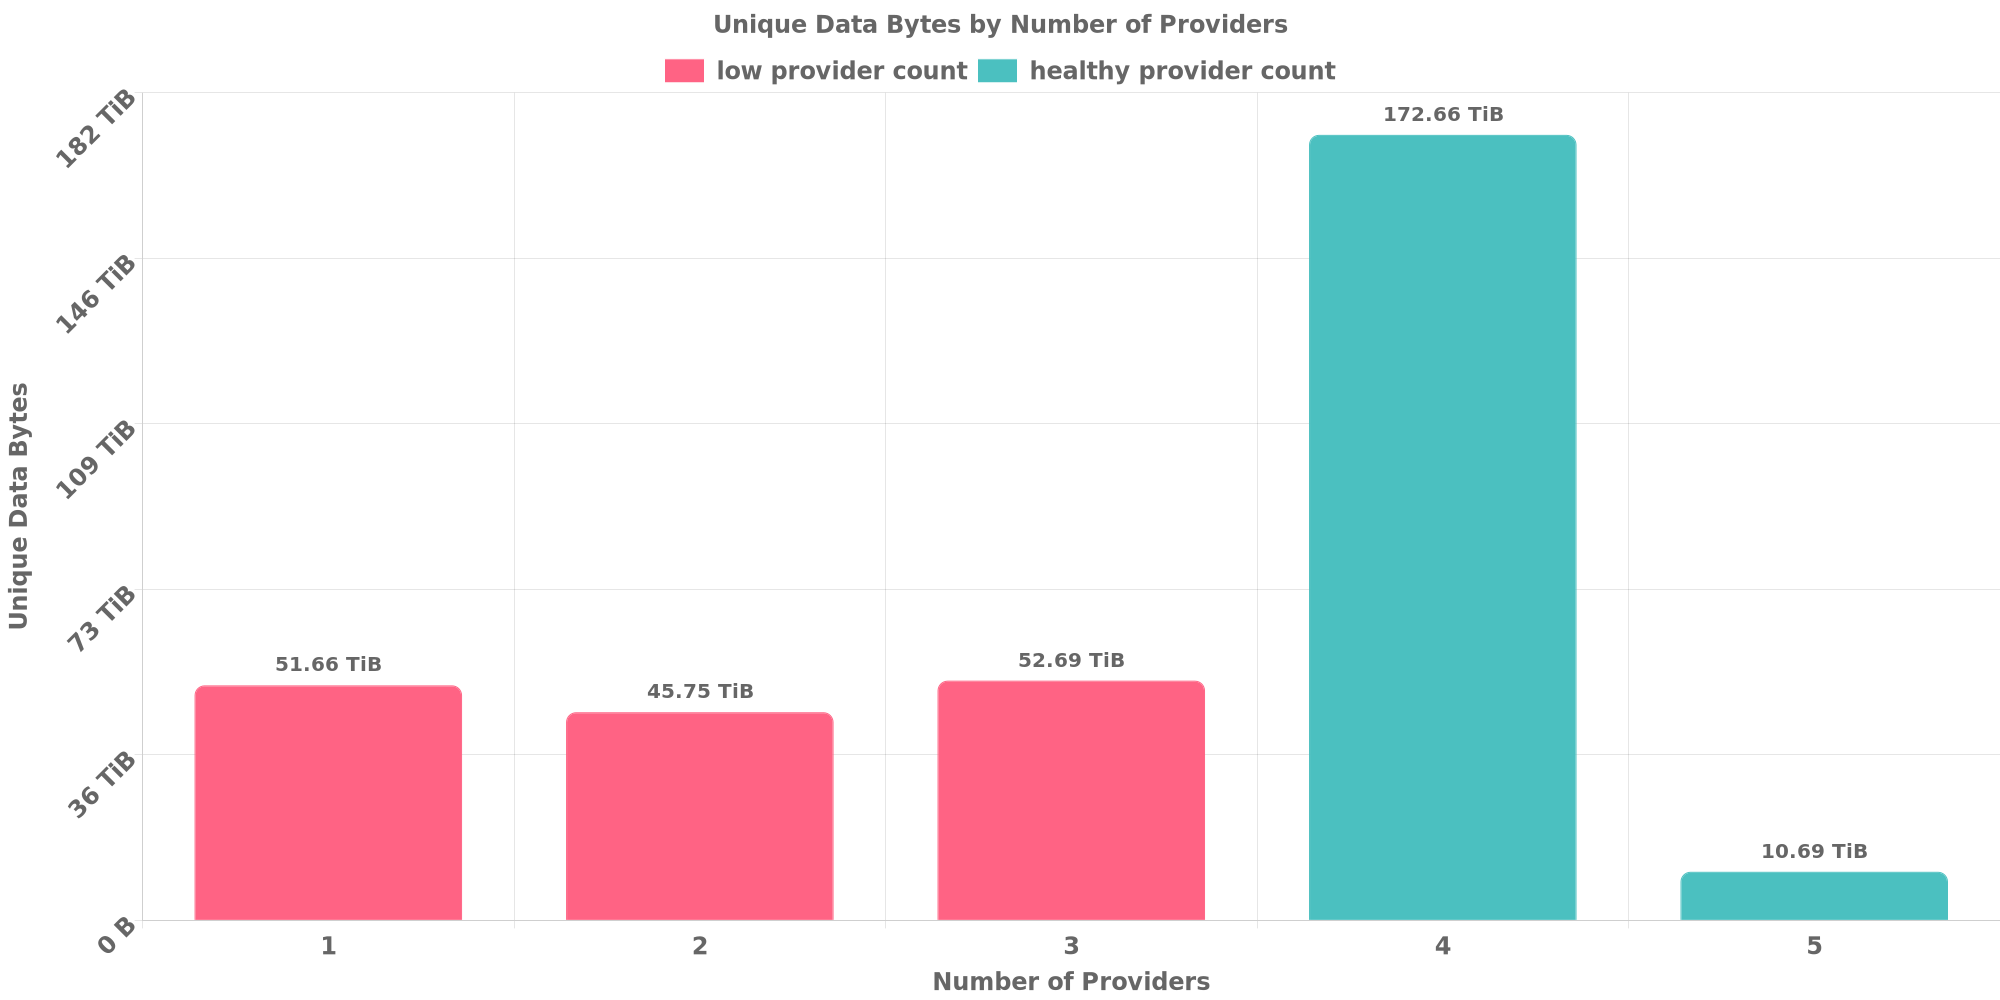 Unique Data Bytes by Number of Providers
low provider count healthy provider count
182 TiB
146 TiB
109 TiB
73 TiB
36 TiB
0 B
Unique Data Bytes
51.66 TiB
45.75 TiB
52.69 TiB
172.66 TiB
10.69 TiB
1 2 3 4 5
Number of Providers